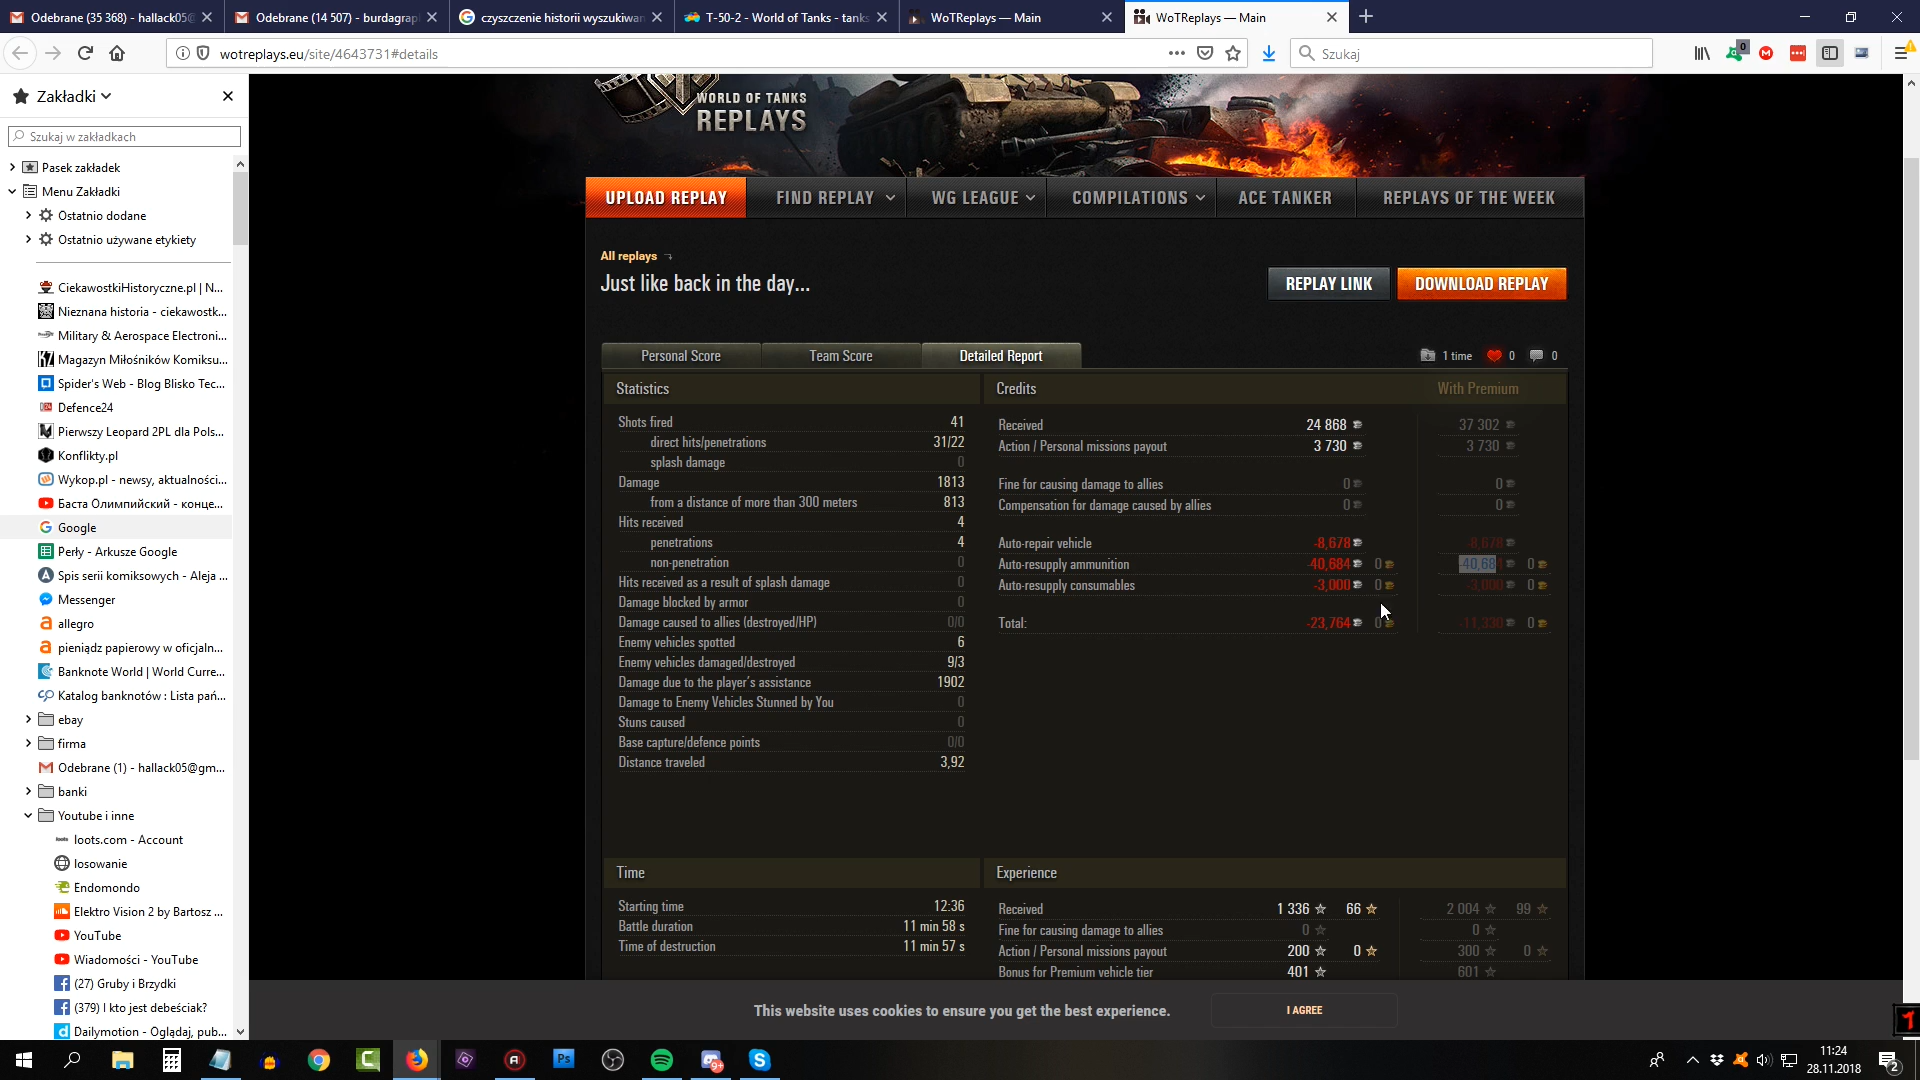 Odebrane (35 368) - hallack05@
Odebrane (14 507) - burdagrap
czyszczenie historii wyszukiwan
T-50-2 - World of Tanks - tanks
WoTReplays — Main
WoTReplays — Main
wotreplays.eu/site/4643731#details
Szukaj
0
Zakładki
Szukaj w zakładkach
Pasek zakładek
Menu Zakładki
Ostatnio dodane
Ostatnio używane etykiety
CiekawostkiHistoryczne.pl | N...
Nieznana historia - ciekawostk...
Military & Aerospace Electroni...
Magazyn Miłośników Komiksu...
Spider's Web - Blog Blisko Tec...
Defence24
Pierwszy Leopard 2PL dla Pols...
Konflikty.pl
Wykop.pl - newsy, aktualności...
Баста Олимпийский - конце...
Google
Perły - Arkusze Google
Spis serii komiksowych - Aleja ...
Messenger
allegro
pieniądz papierowy w oficjaln...
Banknote World | World Curre...
Katalog banknotów : Lista pań...
ebay
firma
Odebrane (1) - hallack05@gm...
banki
Youtube i inne
loots.com - Account
losowanie
Endomondo
Elektro Vision 2 by Bartosz ...
YouTube
Wiadomości - YouTube
(27) Gruby i Brzydki
(379) I kto jest debeściak?
Dailymotion - Oglądaj, pub...
WORLD OF TANKS
REPLAYS
UPLOAD REPLAY
FIND REPLAY
WG LEAGUE
COMPILATIONS
ACE TANKER
REPLAYS OF THE WEEK
All replays
Just like back in the day...
REPLAY LINK
DOWNLOAD REPLAY
Personal Score
Team Score
Detailed Report
1 time
0
0
Statistics
Shots fired 41
direct hits/penetrations 31/22
splash damage 0
Damage 1813
from a distance of more than 300 meters 813
Hits received 4
penetrations 4
non-penetration 0
Hits received as a result of splash damage 0
Damage blocked by armor 0
Damage caused to allies (destroyed/HP) 0/0
Enemy vehicles spotted 6
Enemy vehicles damaged/destroyed 9/3
Damage due to the player's assistance 1902
Damage to Enemy Vehicles Stunned by You 0
Stuns caused 0
Base capture/defence points 0/0
Distance traveled 3,92
Credits With Premium
Received 24 868 37 302
Action / Personal missions payout 3 730 3 730
Fine for causing damage to allies 0 0
Compensation for damage caused by allies 0 0
Auto-repair vehicle -8,678 -8,678
Auto-resupply ammunition -40,684 0 -40,684 0
Auto-resupply consumables -3,000 0 -3,000 0
Total: -23,764 0 -11,330 0
Time
Starting time 12:36
Battle duration 11 min 58 s
Time of destruction 11 min 57 s
Experience
Received 1 336 66 2 004 99
Fine for causing damage to allies 0 0
Action / Personal missions payout 200 0 300 0
Bonus for Premium vehicle tier 401 601
This website uses cookies to ensure you get the best experience.
I AGREE
1
Ps
9+
11:24
28.11.2018
2